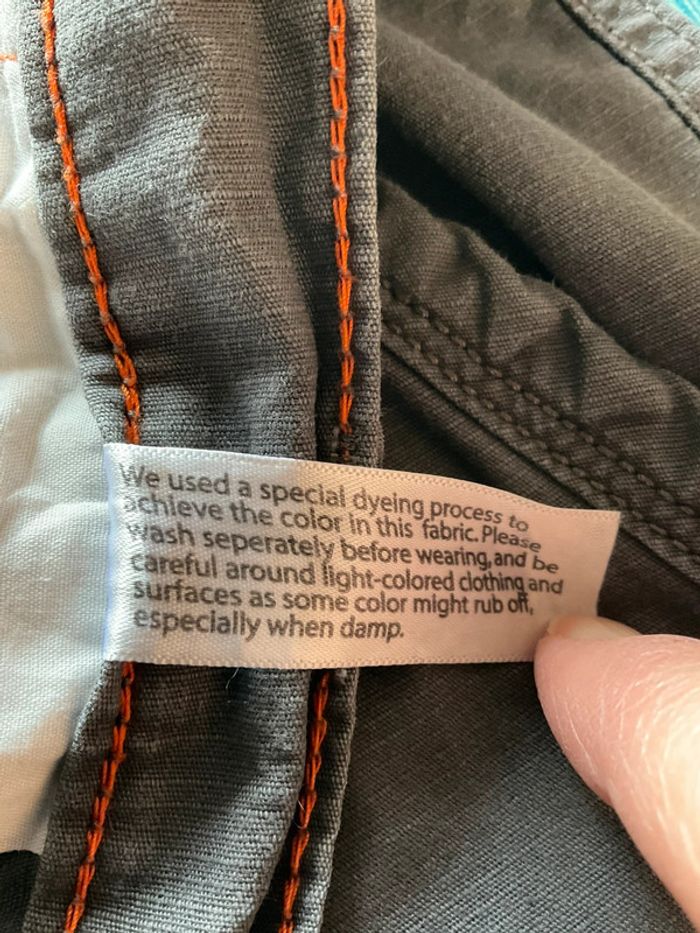 We used a special dyeing process to
achieve the color in this fabric. Please
wash seperately before wearing, and be
careful around light-colored clothing and
surfaces as some color might rub off,
especially when damp.